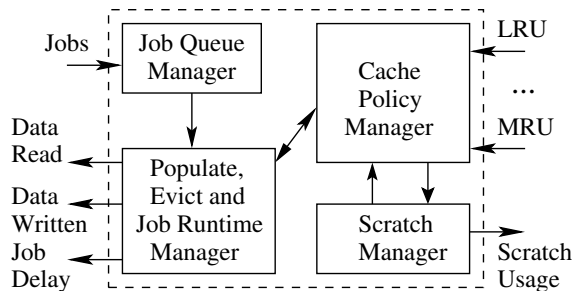 Jobs
Job Queue
Manager
LRU
...
MRU
Cache
Policy
Manager
Data
Read
Data
Written
Job
Delay
Populate,
Evict and
Job Runtime
Manager
Scratch
Manager
Scratch
Usage